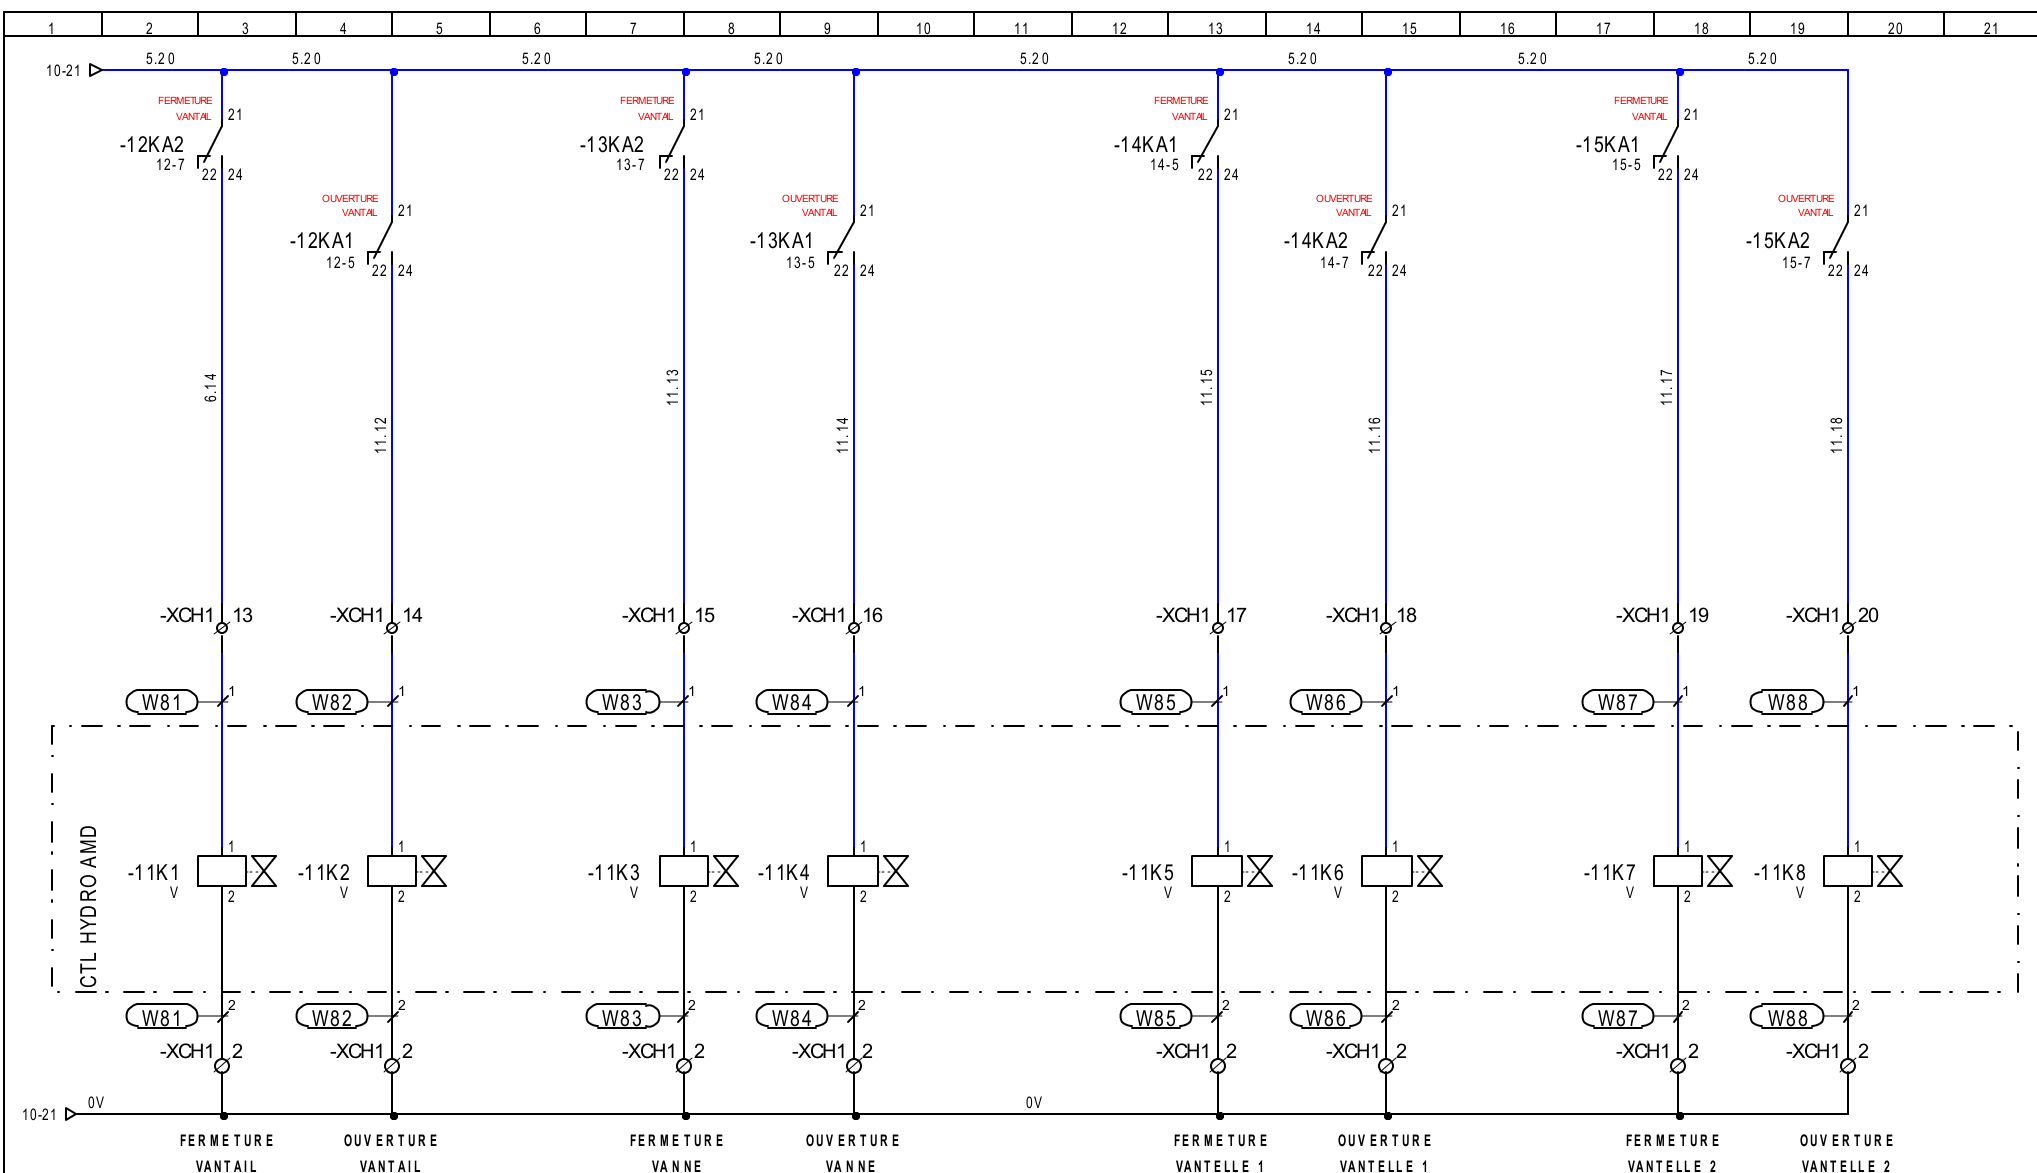 1 2 3 4 5 6 7 8 9 10 11 12 13 14 15 16 17 18 19 20 21
5.20 5.20 5.20 5.20 5.20 5.20 5.20 5.20
10-21
FERMETURE FERMETURE FERMETURE FERMETURE
VANTAIL 21 VANTAIL 21 VANTAIL 21 VANTAIL 21
-12KA2 -13KA2 -14KA1 -15KA1
12-7 13-7 14-5 15-5
22 24 22 24 22 24 22 24
OUVERTURE OUVERTURE OUVERTURE OUVERTURE
VANTAIL 21 VANTAIL 21 VANTAIL 21 VANTAIL 21
-12KA1 -13KA1 -14KA2 -15KA2
12-5 13-5 14-7 15-7
22 24 22 24 22 24 22 24
6.14 11.12 11.13 11.14 11.15 11.16 11.17 11.18
-XCH1 13 -XCH1 14 -XCH1 15 -XCH1 16 -XCH1 17 -XCH1 18 -XCH1 19 -XCH1 20
W81 1 W82 1 W83 1 W84 1 W85 1 W86 1 W87 1 W88 1
CTL HYDRO AMD
1 1 1 1 1 1 1 1
-11K1 -11K2 -11K3 -11K4 -11K5 -11K6 -11K7 -11K8
V 2 V 2 V 2 V 2 V 2 V 2 V 2 V 2
W81 2 W82 2 W83 2 W84 2 W85 2 W86 2 W87 2 W88 2
-XCH1 2 -XCH1 2 -XCH1 2 -XCH1 2 -XCH1 2 -XCH1 2 -XCH1 2 -XCH1 2
0V 0V
10-21
FERMETURE OUVERTURE FERMETURE OUVERTURE FERMETURE OUVERTURE FERMETURE OUVERTURE
VANTAIL VANTAIL VANNE VANNE VANTELLE 1 VANTELLE 1 VANTELLE 2 VANTELLE 2